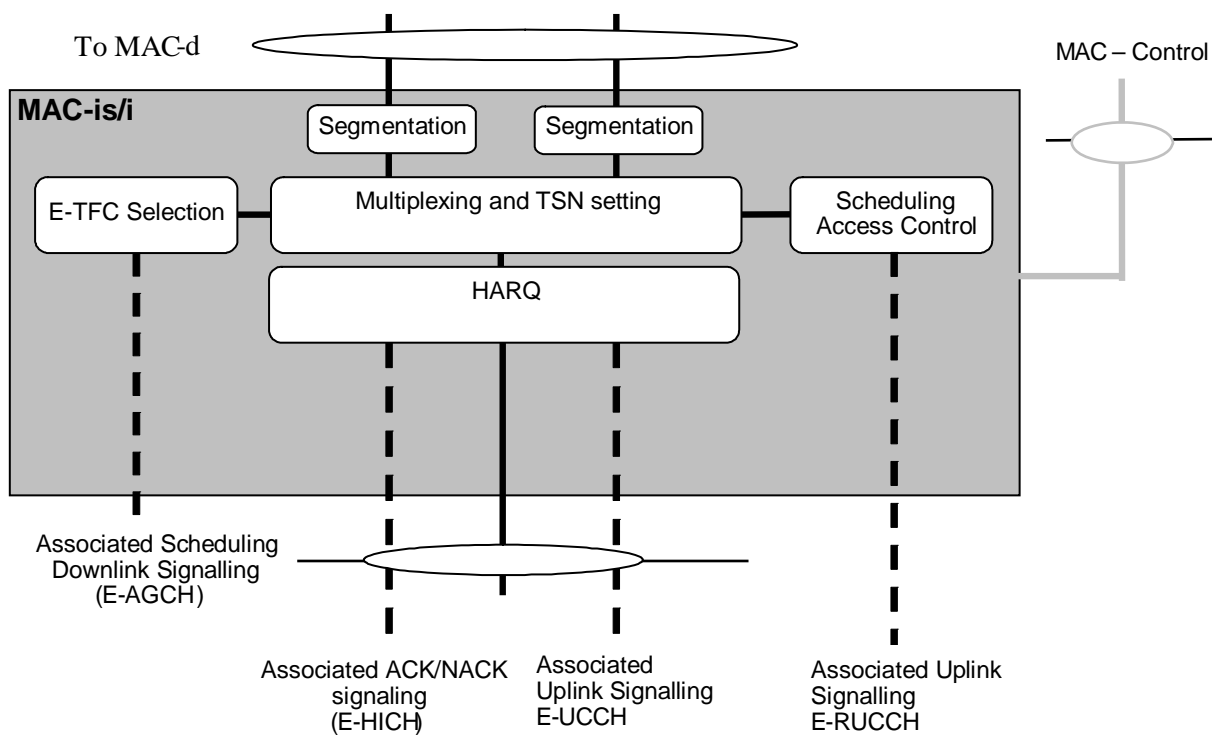 To MAC-d
MAC – Control
MAC-is/i
Segmentation
Segmentation
E-TFC Selection
Multiplexing and TSN setting
Scheduling
Access Control
HARQ
Associated Scheduling
Downlink Signalling
(E-AGCH)
Associated ACK/NACK
signaling
(E-HICH)
Associated
Uplink Signalling
E-UCCH
Associated Uplink
Signalling
E-RUCCH